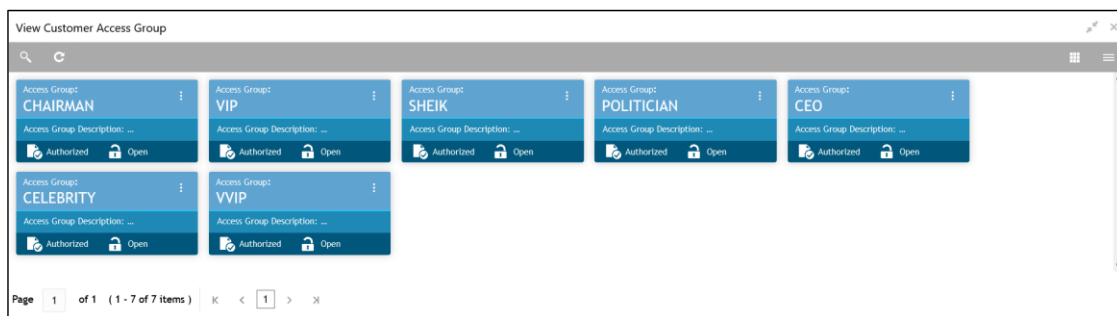 View Customer Access Group
Access Group:
CHAIRMAN
Access Group Description: ...
Authorized Open
Access Group:
VIP
Access Group Description: ...
Authorized Open
Access Group:
SHEIK
Access Group Description: ...
Authorized Open
Access Group:
POLITICIAN
Access Group Description: ...
Authorized Open
Access Group:
CEO
Access Group Description: ...
Authorized Open
Access Group:
CELEBRITY
Access Group Description: ...
Authorized Open
Access Group:
VVIP
Access Group Description: ...
Authorized Open
Page 1 of 1 ( 1 - 7 of 7 items ) 1